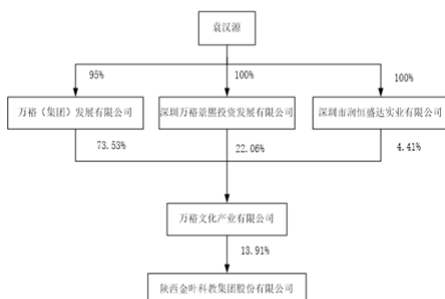 袁汉源
95%
100%
100%
万裕（集团）发展有限公司
深圳万裕景熙投资发展有限公司
深圳市润恒盛达实业有限公司
73.53%
22.06%
4.41%
万裕文化产业有限公司
13.91%
陕西金叶科教集团股份有限公司